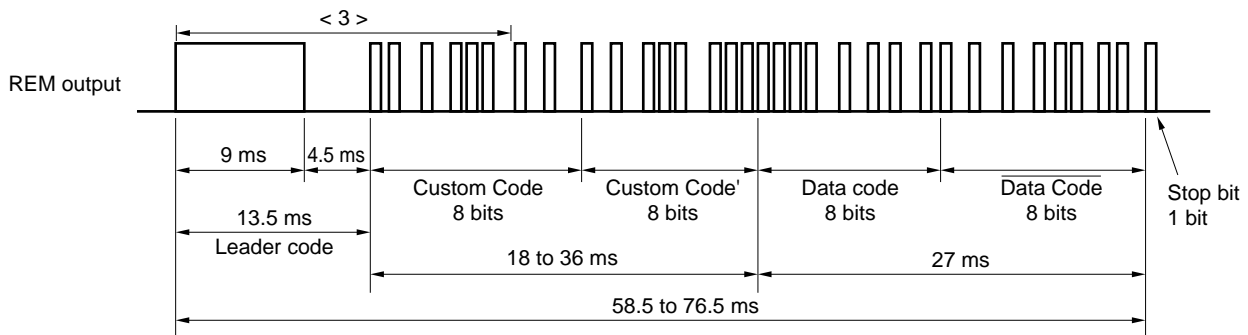 < 3 >
REM output
9 ms
4.5 ms
Custom Code
8 bits
Custom Code'
8 bits
Data code
8 bits
Data Code
8 bits
Stop bit
1 bit
13.5 ms
Leader code
18 to 36 ms
27 ms
58.5 to 76.5 ms